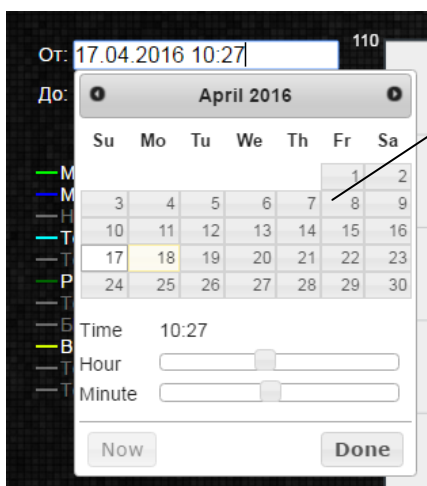 От: 17.04.2016 10:27
110
До:
April 2016
Su Mo Tu We Th Fr Sa
1 2
3 4 5 6 7 8 9
10 11 12 13 14 15 16
17 18 19 20 21 22 23
24 25 26 27 28 29 30
Time 10:27
Hour
Minute
Now Done
М
М
Н
Т
Т
Р
Т
Б
В
Т
Т